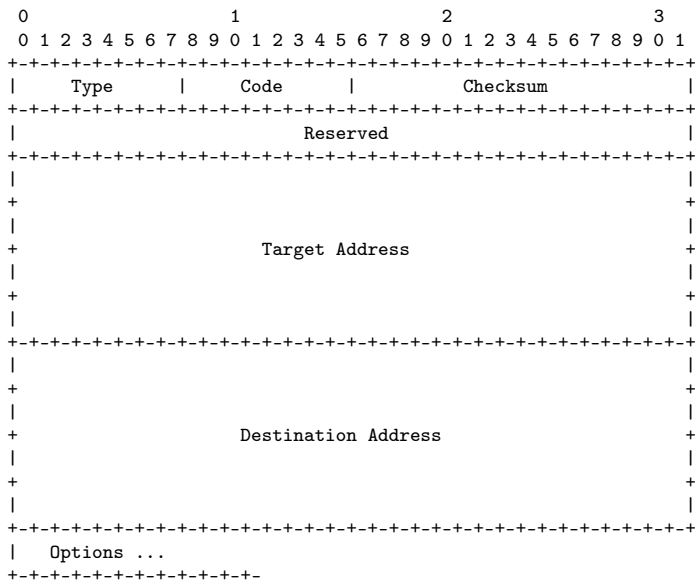 0                   1                   2                   3
 0 1 2 3 4 5 6 7 8 9 0 1 2 3 4 5 6 7 8 9 0 1 2 3 4 5 6 7 8 9 0 1
+-+-+-+-+-+-+-+-+-+-+-+-+-+-+-+-+-+-+-+-+-+-+-+-+-+-+-+-+-+-+-+-+
|     Type      |     Code      |          Checksum             |
+-+-+-+-+-+-+-+-+-+-+-+-+-+-+-+-+-+-+-+-+-+-+-+-+-+-+-+-+-+-+-+-+
|                           Reserved                            |
+-+-+-+-+-+-+-+-+-+-+-+-+-+-+-+-+-+-+-+-+-+-+-+-+-+-+-+-+-+-+-+-+
|                                                               |
+                                                               +
|                                                               |
+                       Target Address                          +
|                                                               |
+                                                               +
|                                                               |
+-+-+-+-+-+-+-+-+-+-+-+-+-+-+-+-+-+-+-+-+-+-+-+-+-+-+-+-+-+-+-+-+
|                                                               |
+                                                               +
|                                                               |
+                     Destination Address                       +
|                                                               |
+                                                               +
|                                                               |
+-+-+-+-+-+-+-+-+-+-+-+-+-+-+-+-+-+-+-+-+-+-+-+-+-+-+-+-+-+-+-+-+
|   Options ...
+-+-+-+-+-+-+-+-+-+-+-+-